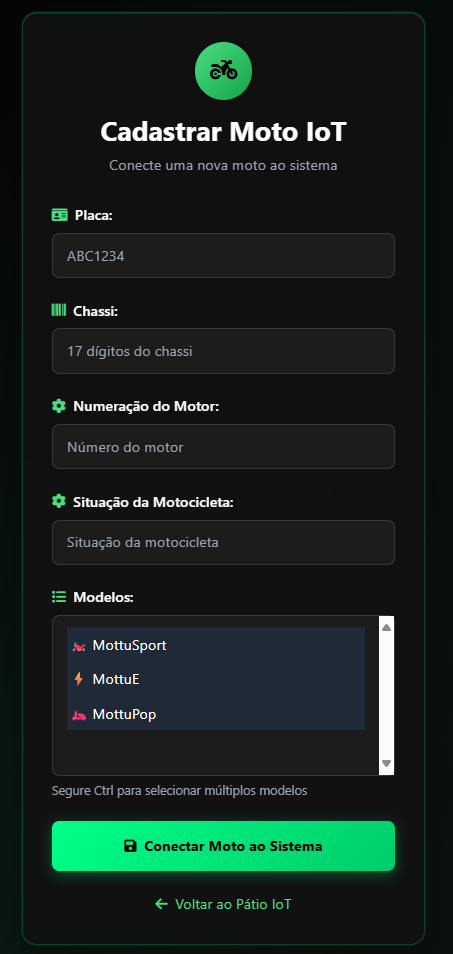 Cadastrar Moto IoT
Conecte uma nova moto ao sistema
Placa:
ABC1234
Chassi:
17 dígitos do chassi
Numeração do Motor:
Número do motor
Situação da Motocicleta:
Situação da motocicleta
Modelos:
MottuSport
MottuE
MottuPop
Segure Ctrl para selecionar múltiplos modelos
Conectar Moto ao Sistema
Voltar ao Pátio IoT